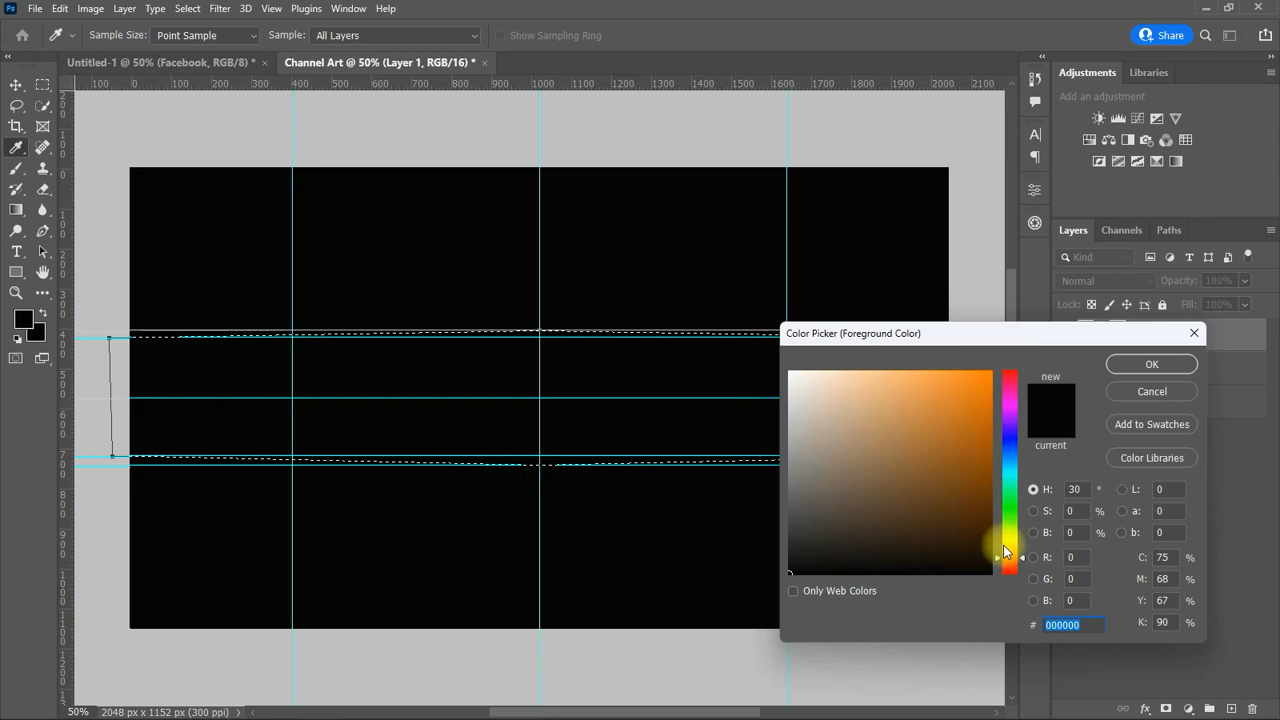 Ps File Edit Image Layer Type Select Filter 3D View Plugins Window Help
Sample Size: Point Sample Sample: All Layers Show Sampling Ring Share
Untitled-1 @ 50% (Facebook, RGB/8) * × Channel Art @ 50% (Layer 1, RGB/16) * ×
100 0 100 200 300 400 500 600 700 800 900 1000 1100 1200 1300 1400 1500 1600 1700 1800 1900 2000 2100
Adjustments Libraries
Add an adjustment
Layers Channels Paths
Kind
Normal Opacity: 100%
Lock: Fill: 100%
Color Picker (Foreground Color)
new
current
OK
Cancel
Add to Swatches
Color Libraries
H: 30 ° L: 0
S: 0 % a: 0
B: 0 % b: 0
R: 0 C: 75 %
G: 0 M: 68 %
B: 0 Y: 67 %
# 000000 K: 90 %
Only Web Colors
50% 2048 px x 1152 px (300 ppi)